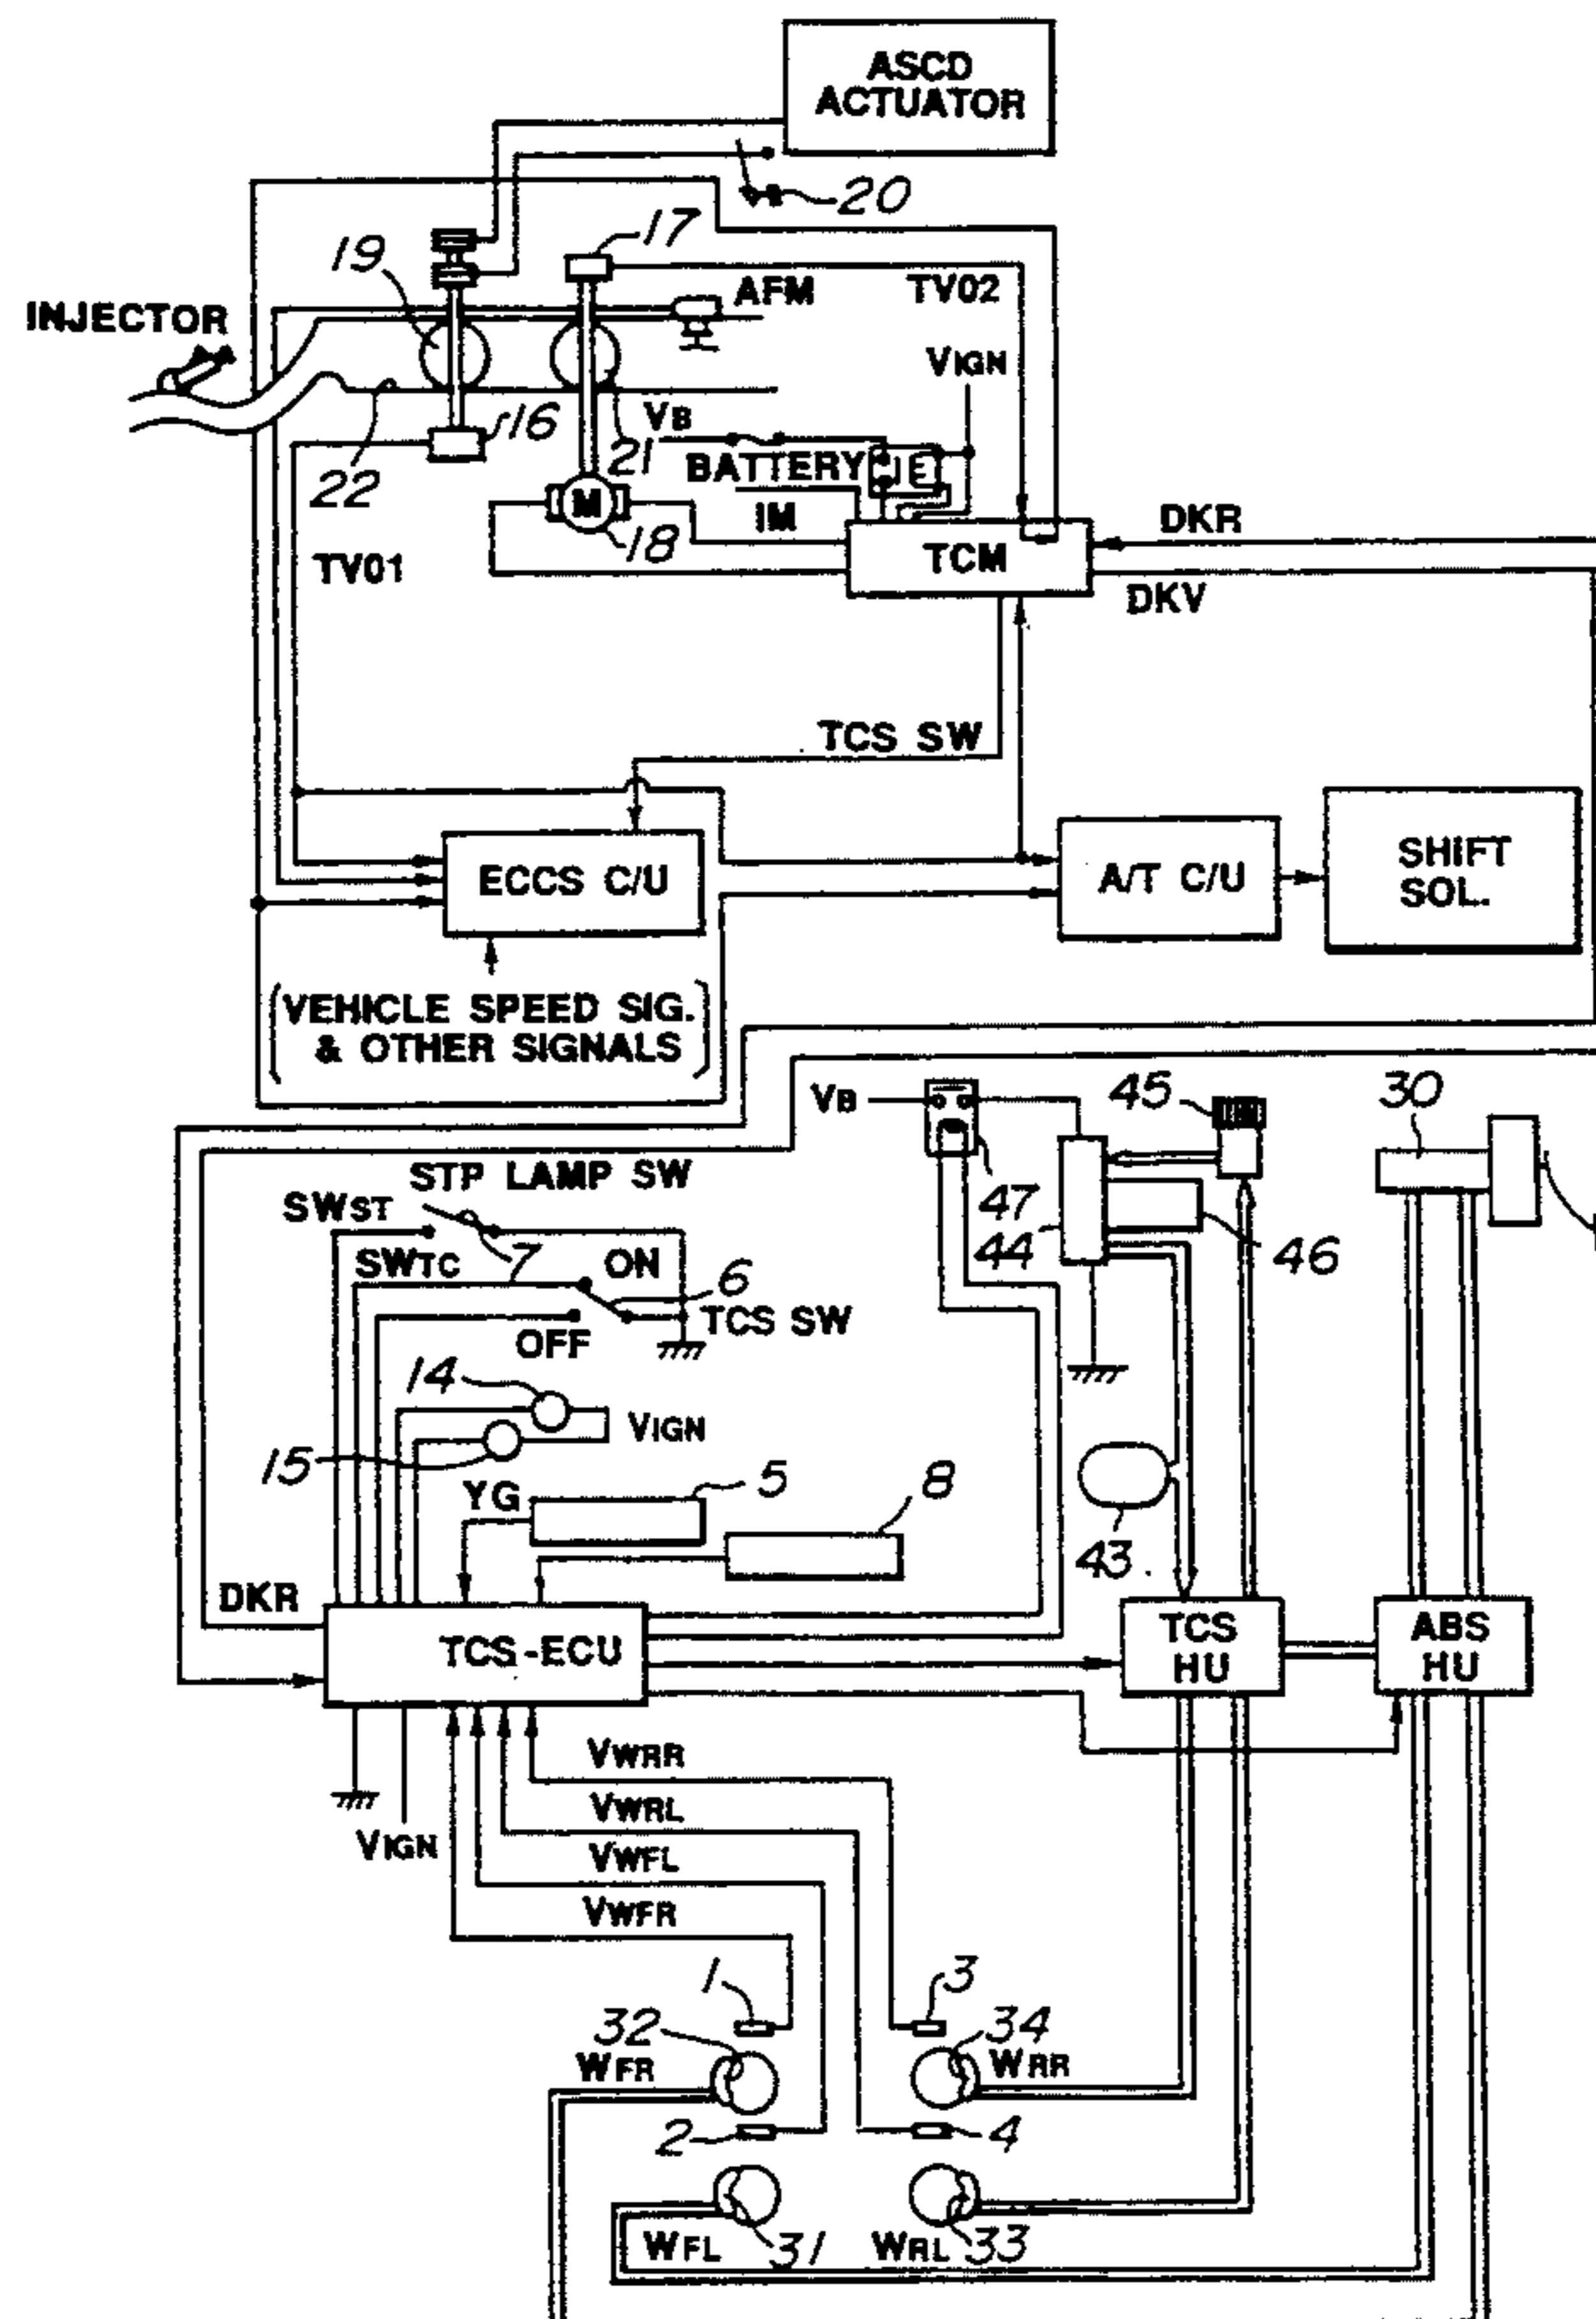 ASCD
ACTUATOR
20
17
19
AFM
TV02
INJECTOR
VIGN
16
VB
21
BATTERY
22
M
IM
18
DKR
TV01
TCM
DKV
TCS SW
ECCS C/U
A/T C/U
SHIFT
SOL.
(VEHICLE SPEED SIG.
& OTHER SIGNALS)
VB
45
30
STP LAMP SW
47
SWST
44
46
7
SWTC
ON
6
TCS SW
OFF
14
VIGN
15
YG
5
8
43
DKR
TCS-ECU
TCS
HU
ABS
HU
VWRR
VWRL
VIGN
VWFL
VWFR
1
3
32
34
WFR
WRR
2
4
WFL
31
WRL
33